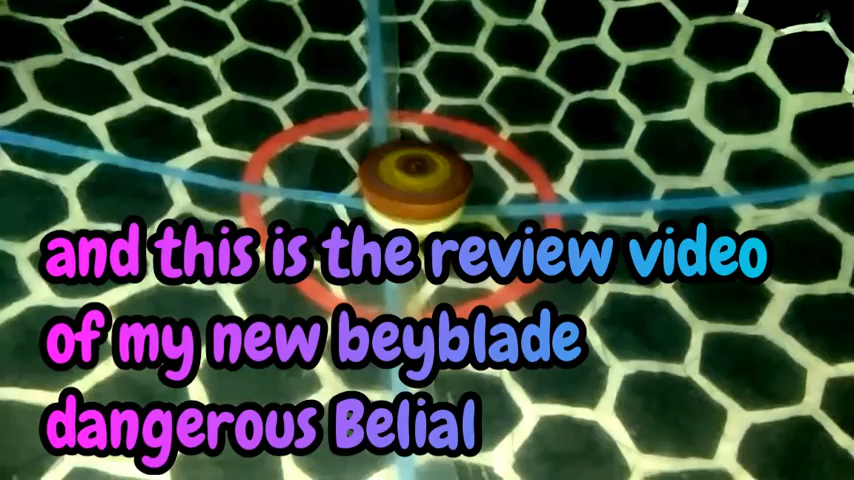 and this is the review video
of my new beyblade
dangerous Belial